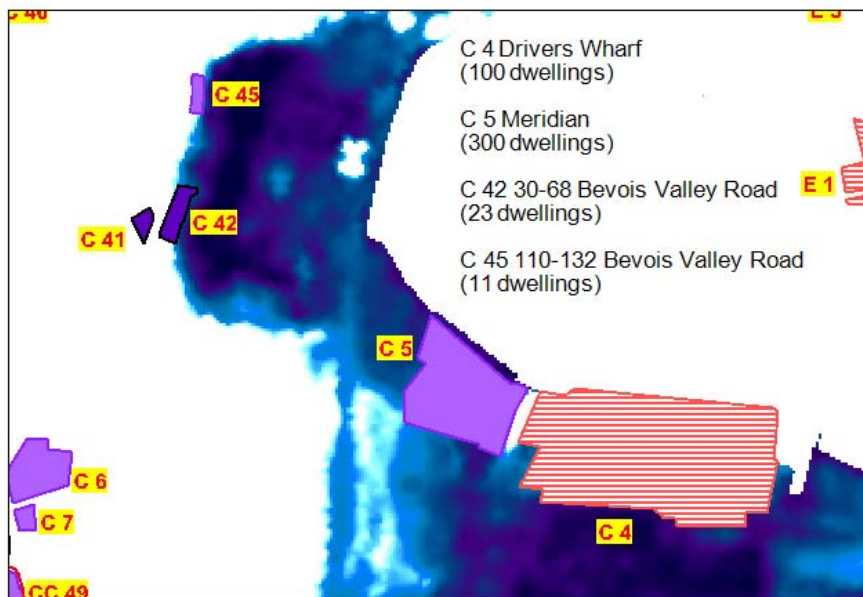 C 4 Drivers Wharf
(100 dwellings)
C 5 Meridian
(300 dwellings)
C 42 30-68 Bevois Valley Road
(23 dwellings)
C 45 110-132 Bevois Valley Road
(11 dwellings)
C 45
E 1
C 41
C 42
C 5
C 6
C 7
C 4
CC 49